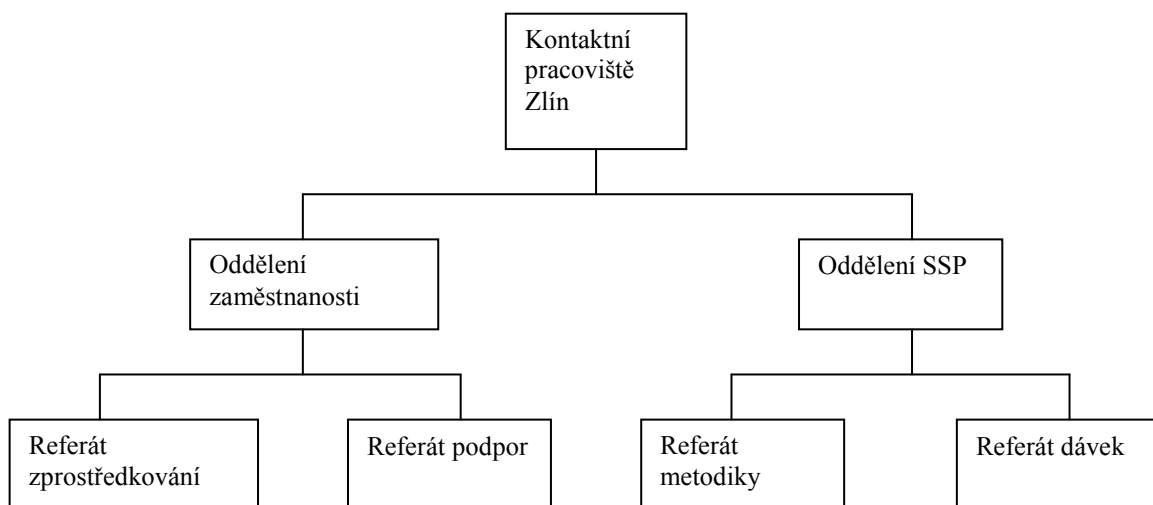 Kontaktní
pracoviště
Zlín
Oddělení
zaměstnanosti
Oddělení SSP
Referát
zprostředkování
Referát podpor
Referát
metodiky
Referát dávek